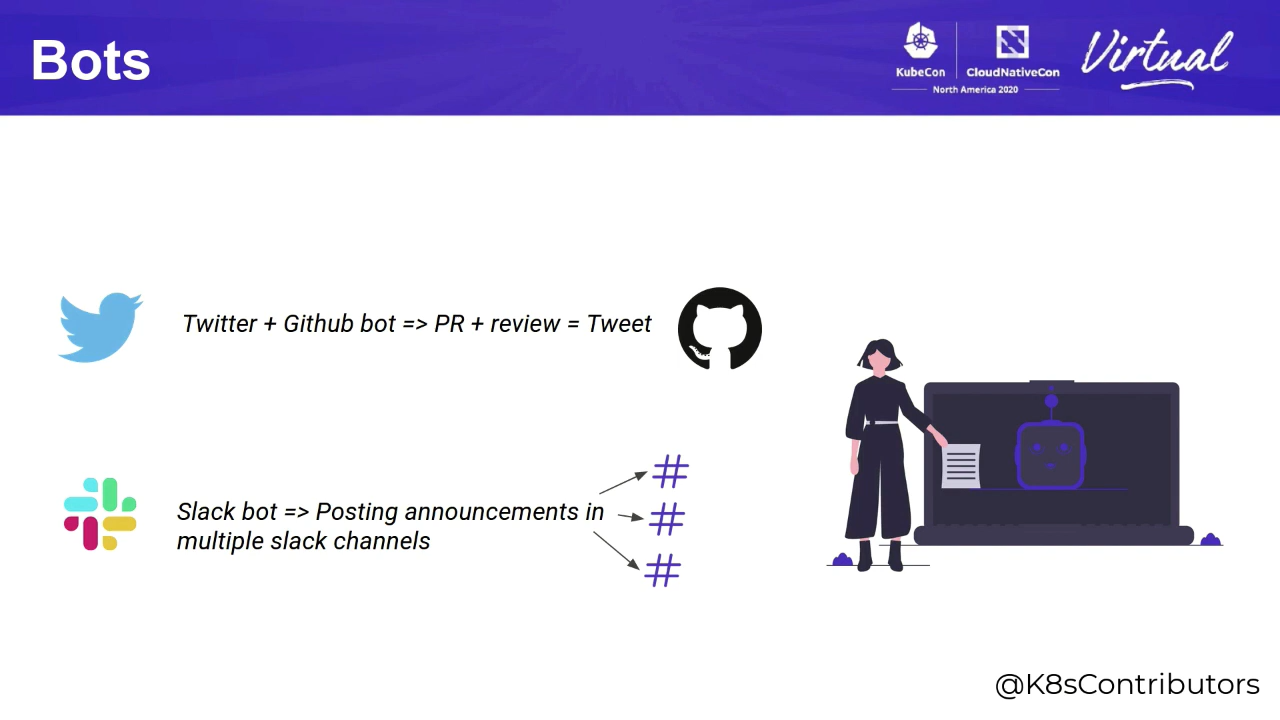 Bots
KubeCon
CloudNativeCon
North America 2020
Virtual
Twitter + Github bot => PR + review = Tweet
Slack bot => Posting announcements in
multiple slack channels
#
#
#
@K8sContributors